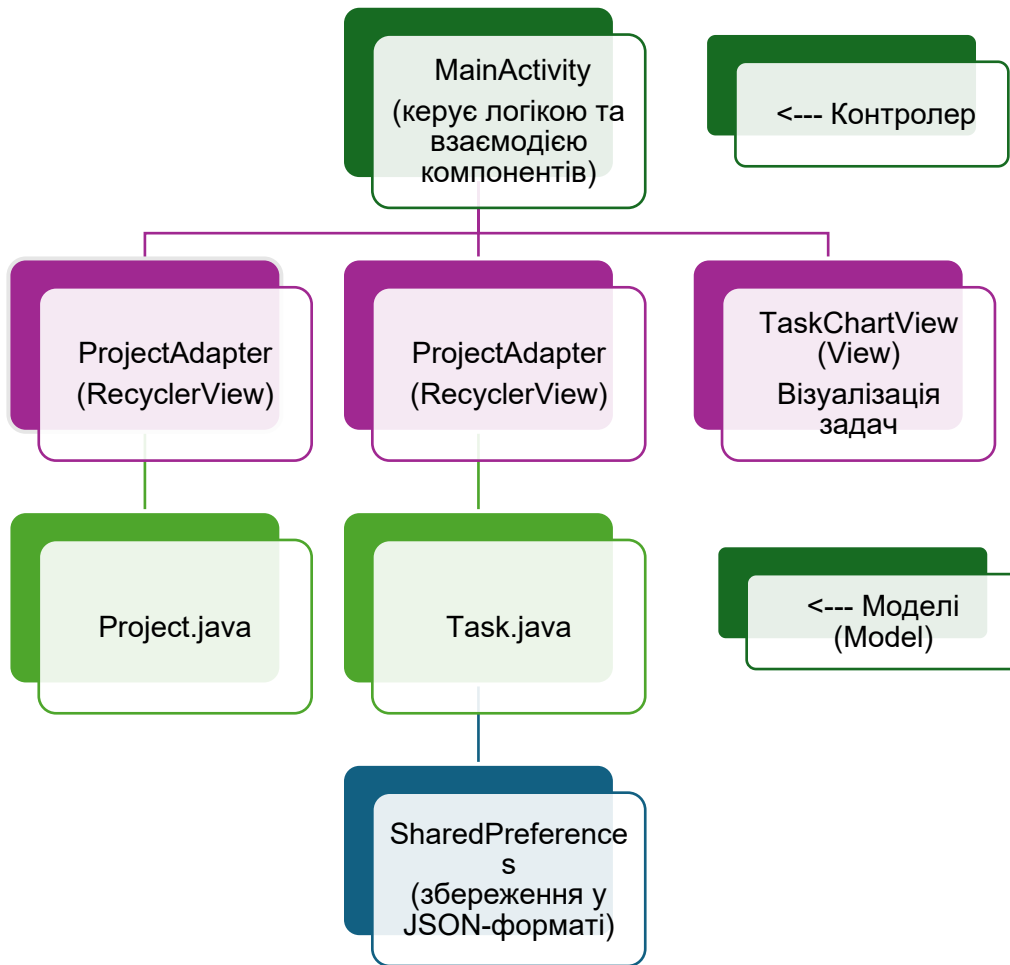 MainActivity
(керує логікою та
взаємодією
компонентів)
<--- Контролер
ProjectAdapter
(RecyclerView)
ProjectAdapter
(RecyclerView)
TaskChartView
(View)
Візуалізація
задач
Project.java
Task.java
<--- Моделі
(Model)
SharedPreference
s
(збереження у
JSON-форматі)